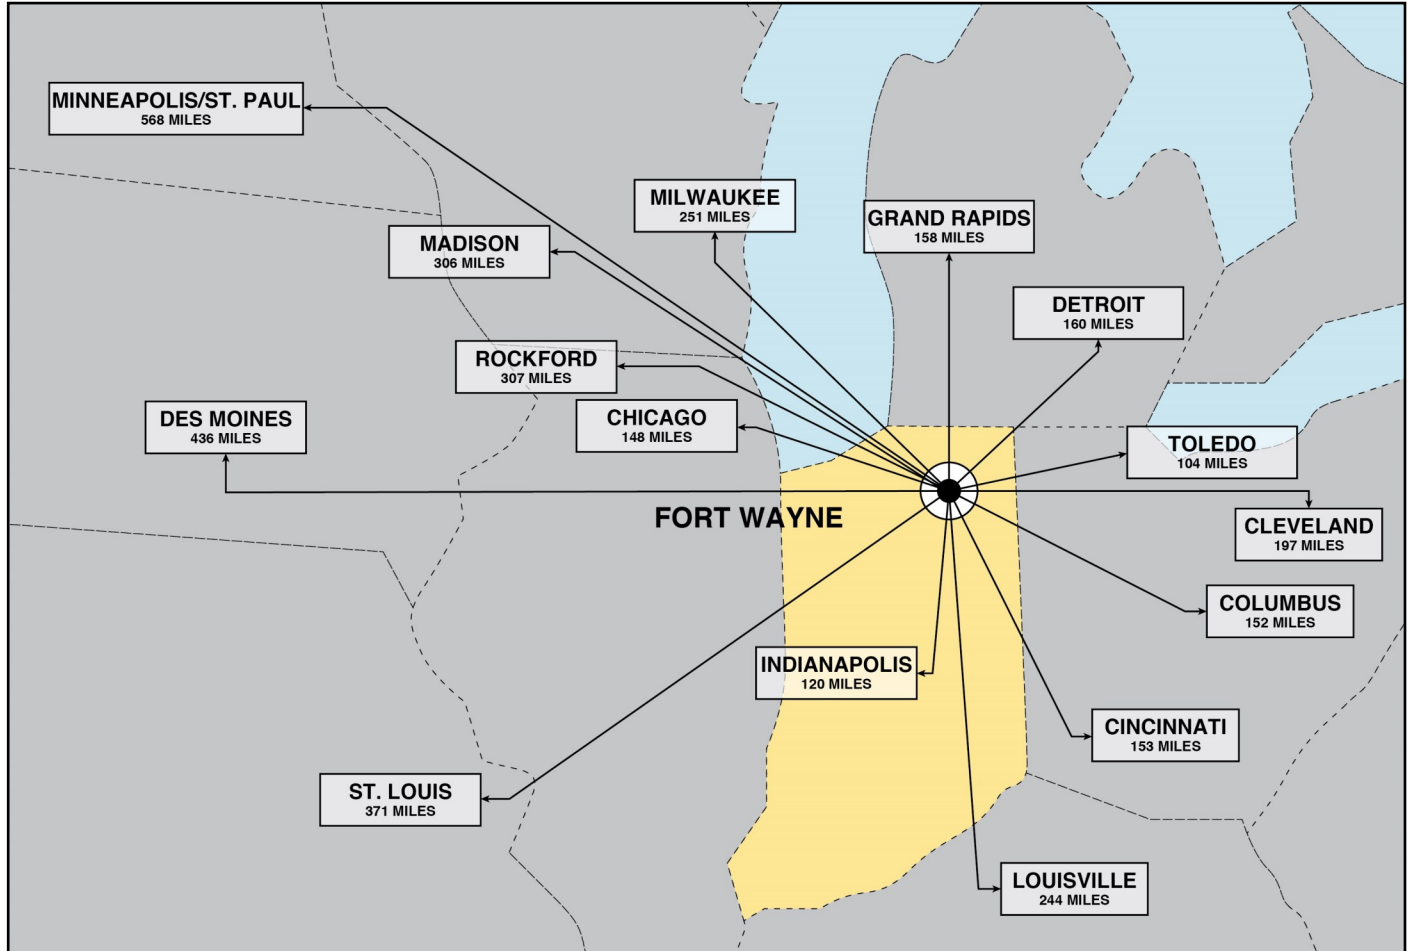 MINNEAPOLIS/ST. PAUL
568 MILES
MILWAUKEE
251 MILES
GRAND RAPIDS
158 MILES
MADISON
306 MILES
DETROIT
160 MILES
ROCKFORD
307 MILES
DES MOINES
436 MILES
CHICAGO
148 MILES
TOLEDO
104 MILES
FORT WAYNE
CLEVELAND
197 MILES
COLUMBUS
152 MILES
INDIANAPOLIS
120 MILES
CINCINNATI
153 MILES
ST. LOUIS
371 MILES
LOUISVILLE
244 MILES